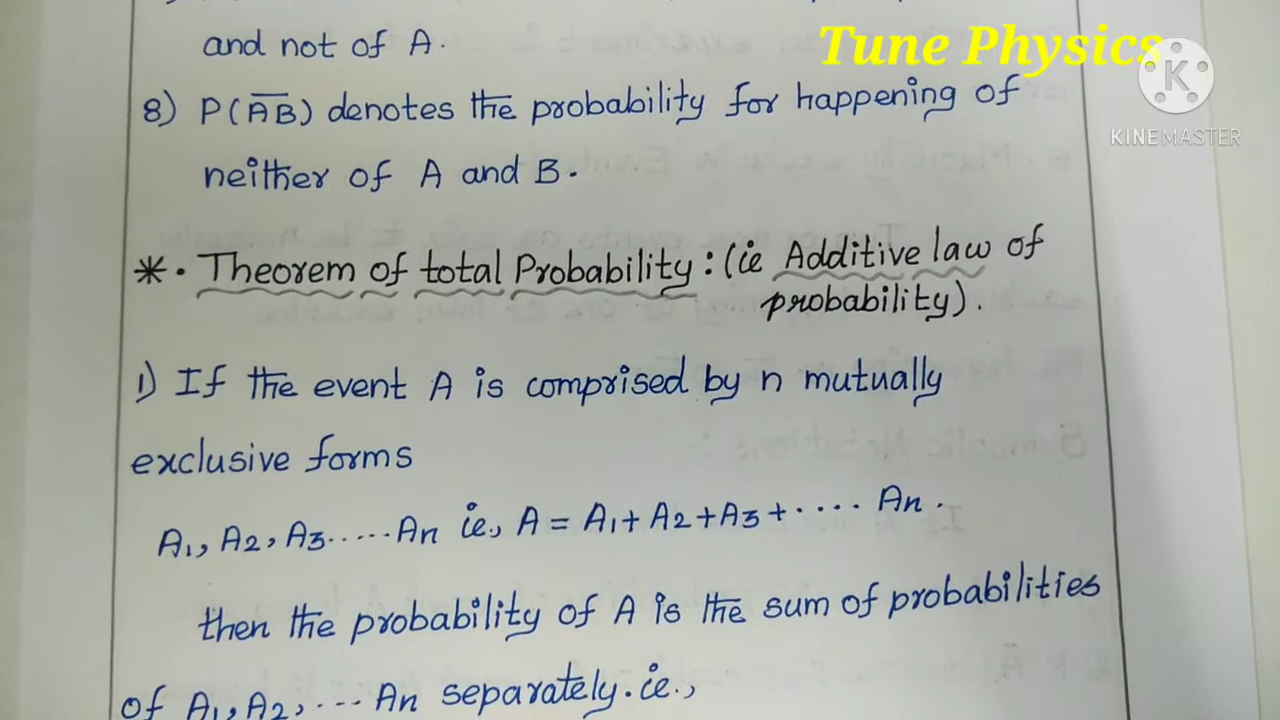 and not of A.
Tune Physics
K
KINEMASTER
8) P(A̅B̅) denotes the probability for happening of
neither of A and B.
*. Theorem of total Probability: (ie Additive law of
probability).
1) If the event A is comprised by n mutually
exclusive forms
A1, A2, A3.....An ie., A = A1+A2+A3+.... An.
then the probability of A is the sum of probabilities
of A1, A2, ... An separately. ie.,